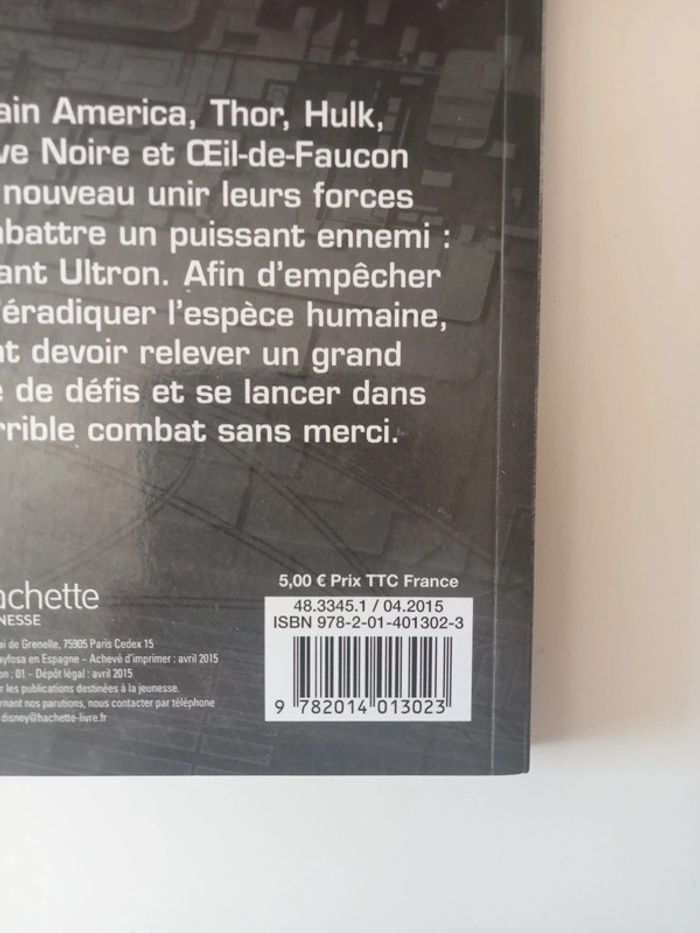 ain America, Thor, Hulk,
ve Noire et Œil-de-Faucon
nouveau unir leurs forces
battre un puissant ennemi :
ant Ultron. Afin d'empêcher
'éradiquer l'espèce humaine,
nt devoir relever un grand
e de défis et se lancer dans
rrible combat sans merci.
achette
NESSE
ai de Grenelle, 75905 Paris Cedex 15
aylosa en Espagne - Achevé d'imprimer : avril 2015
on : 01 - Dépôt légal : avril 2015
r les publications destinées à la jeunesse.
rnant nos parutions, nous contacter par téléphone
disney@hachette-livre.fr
5,00 € Prix TTC France
48.3345.1 / 04.2015
ISBN 978-2-01-401302-3
9 782014 013023